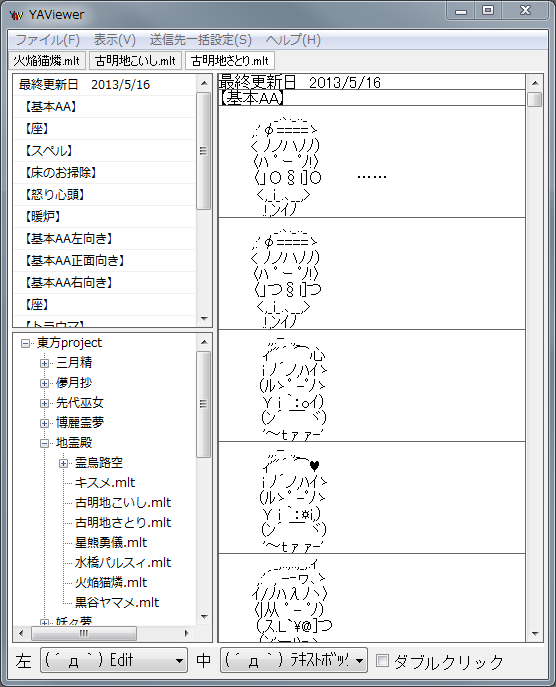 YAViewer
ファイル(F) 表示(V) 送信先一括設定(S) ヘルプ(H)
火焔猫燐.mlt 古明地こいし.mlt 古明地さとり.mlt
最終更新日 2013/5/16
【基本AA】
【座】
【スペル】
【床のお掃除】
【怒り心頭】
【暖炉】
【基本AA左向き】
【基本AA正面向き】
【基本AA右向き】
【座】
【トラウマ】
東方project
三月精
儚月抄
先代巫女
博麗霊夢
地霊殿
霊烏路空
キスメ.mlt
古明地こいし.mlt
古明地さとり.mlt
星熊勇儀.mlt
水橋パルスィ.mlt
火焔猫燐.mlt
黒谷ヤマメ.mlt
妖々夢
最終更新日 2013/5/16
【基本AA】
……
左 (´д｀) Edit 中 (´д｀) ﾃｷｽﾄﾎﾞｯｸ ダブルクリック